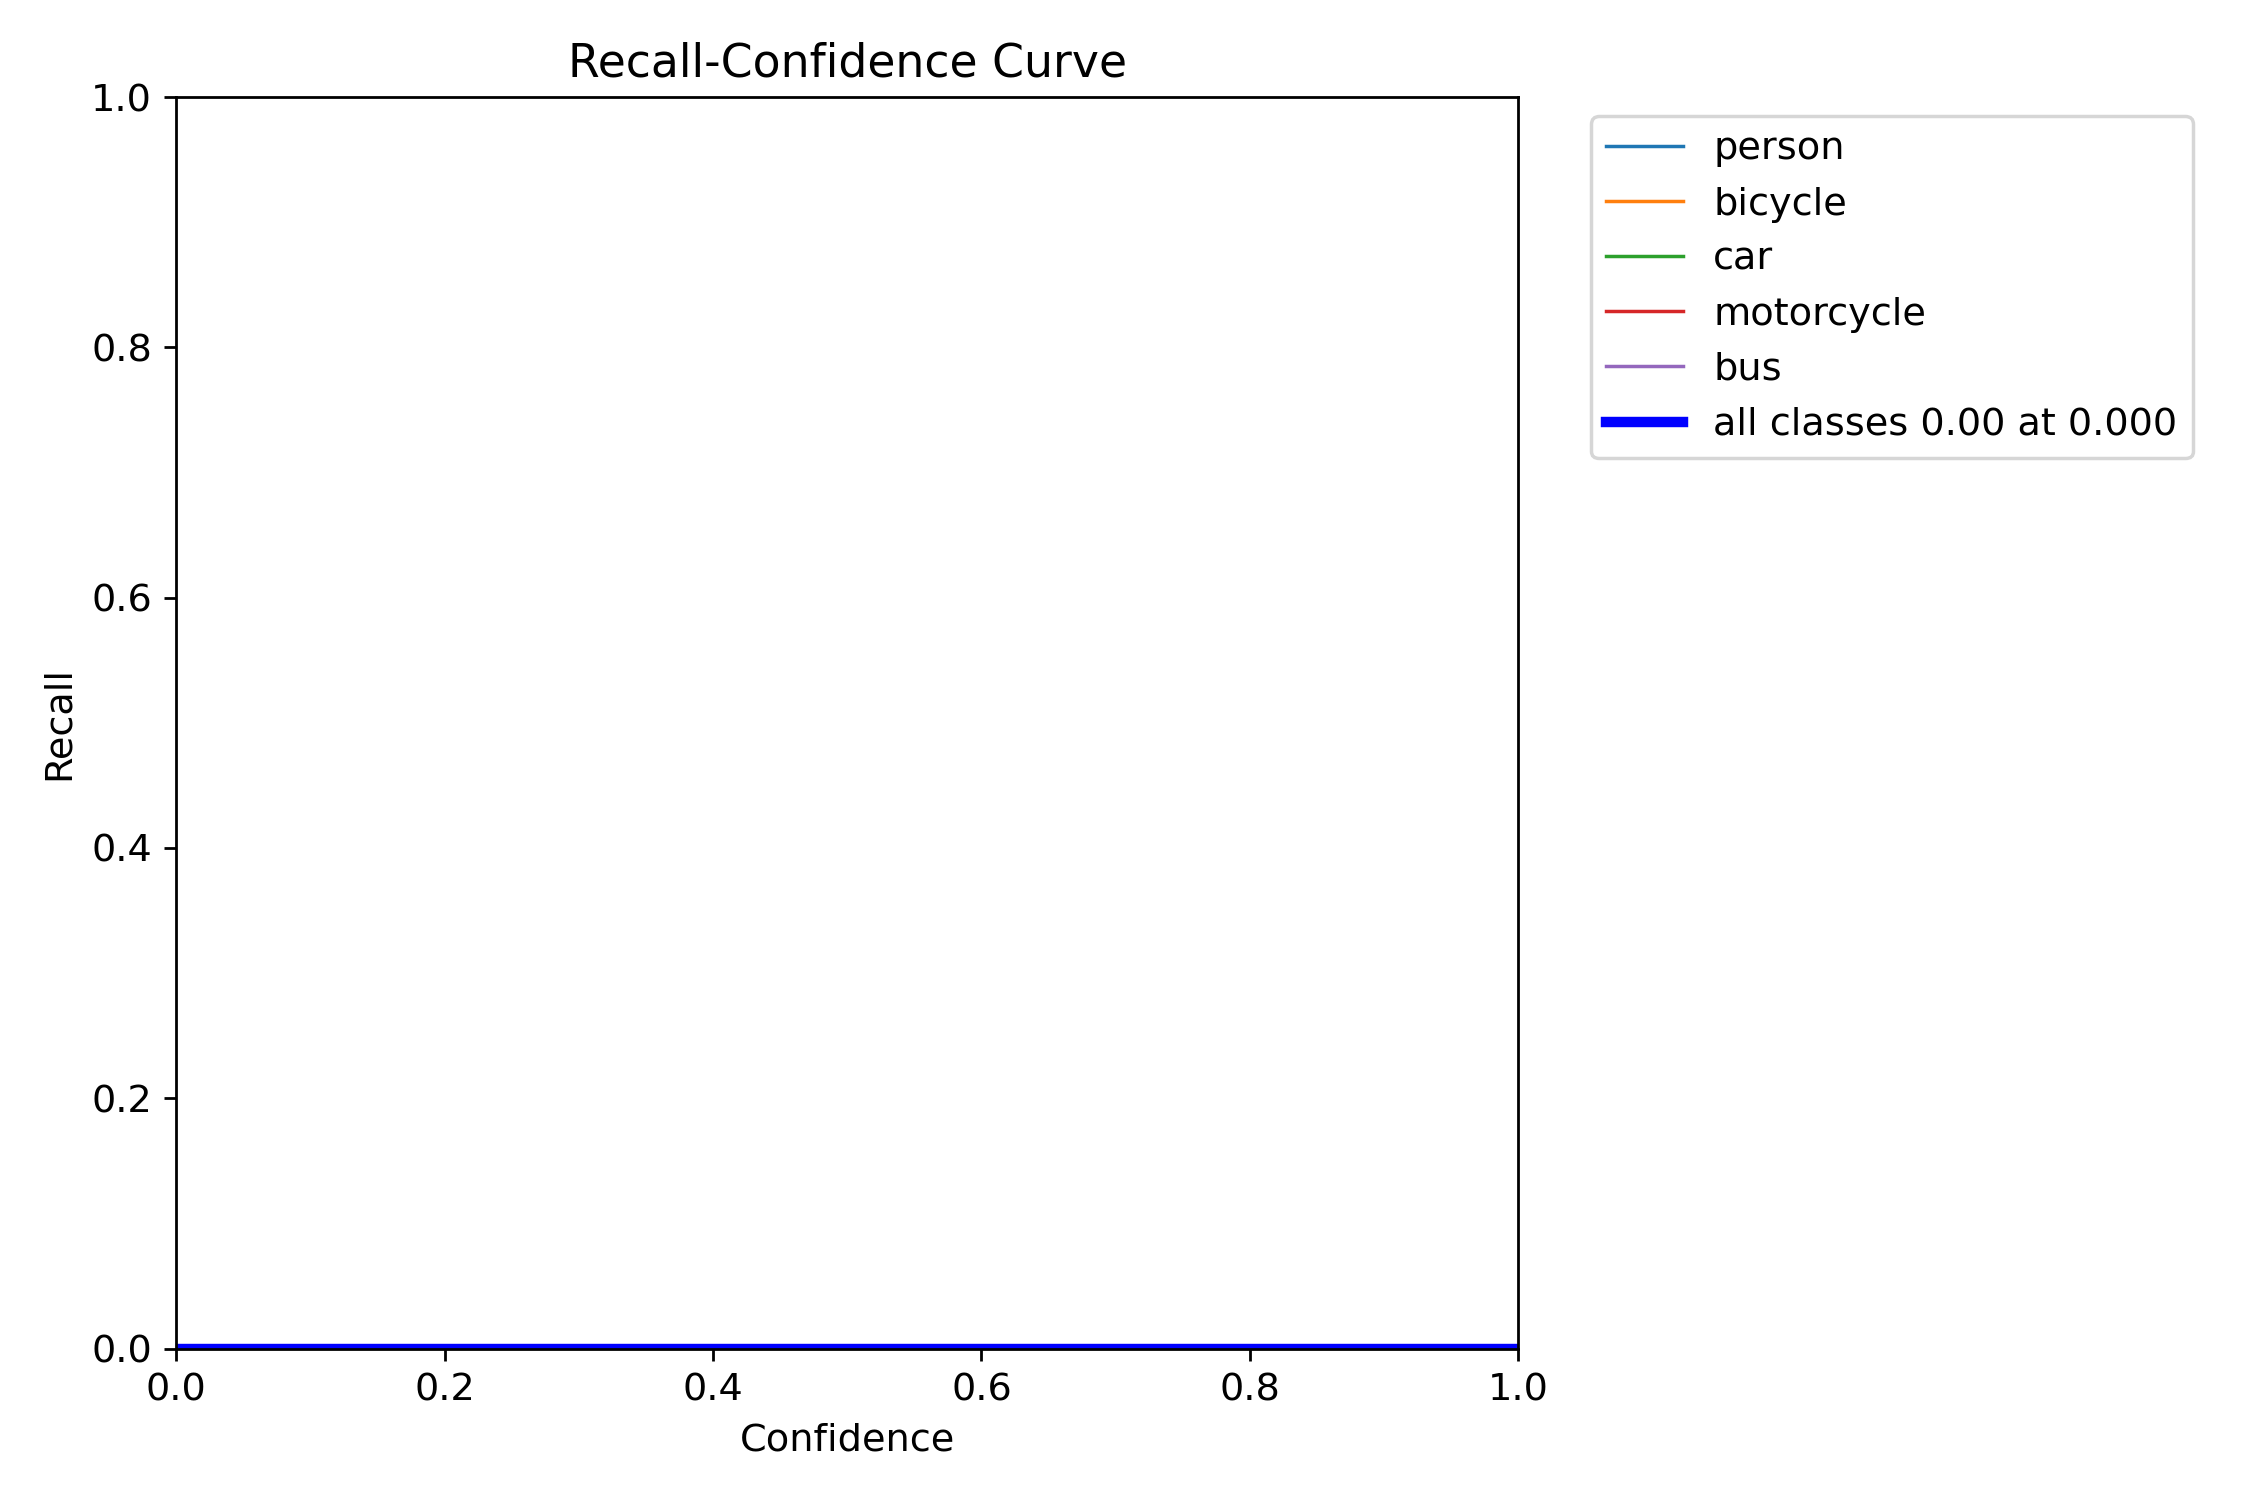 Recall-Confidence Curve
1.0
0.8
0.6
0.4
0.2
0.0
Recall
0.0 0.2 0.4 0.6 0.8 1.0
Confidence
person
bicycle
car
motorcycle
bus
all classes 0.00 at 0.000